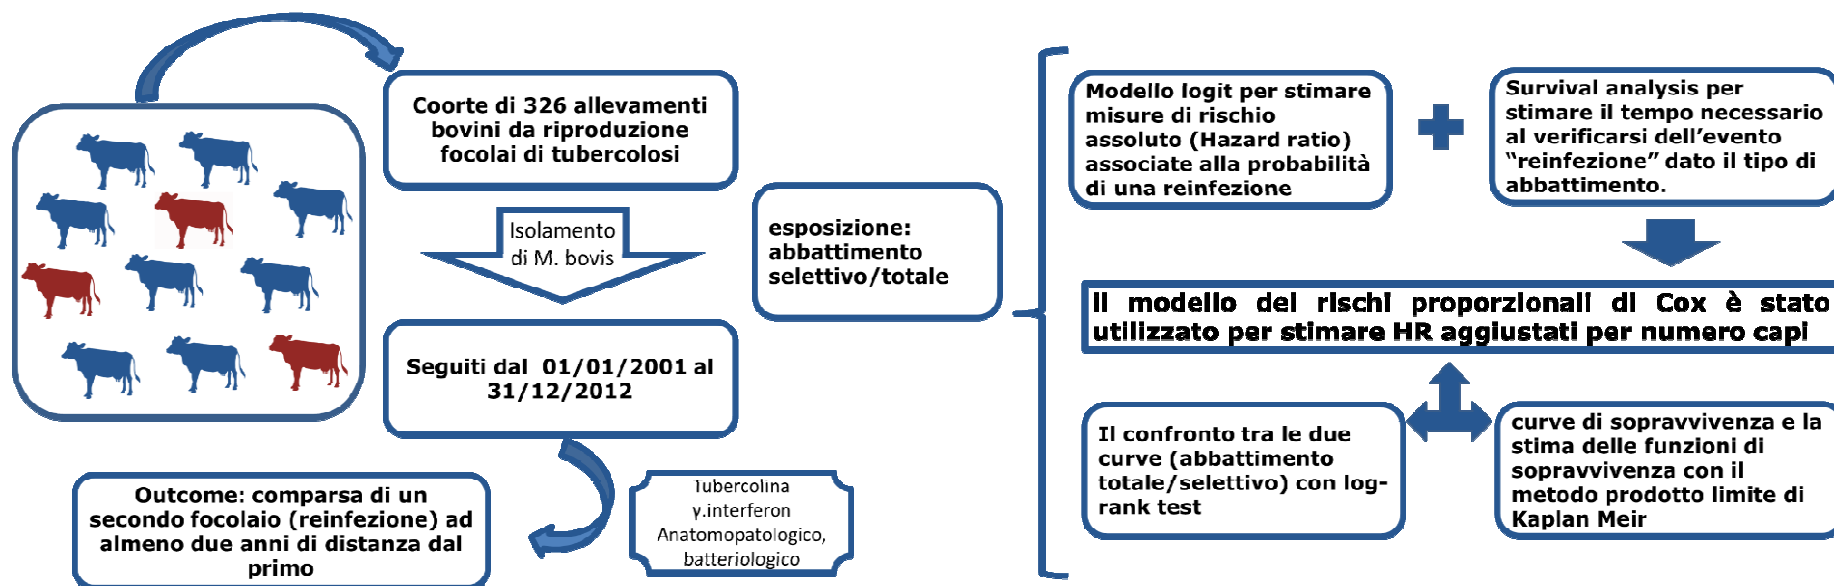 Coorte di 326 allevamenti
bovini da riproduzione
focolai di tubercolosi
Isolamento
di M. bovis
Seguiti dal 01/01/2001 al
31/12/2012
Outcome: comparsa di un
secondo focolaio (reinfezione) ad
almeno due anni di distanza dal
primo
Tubercolina
γ.interferon
Anatomopatologico,
batteriologico
esposizione:
abbattimento
selettivo/totale
Modello logit per stimare
misure di rischio
assoluto (Hazard ratio)
associate alla probabilità
di una reinfezione
Survival analysis per
stimare il tempo necessario
al verificarsi dell'evento
"reinfezione" dato il tipo di
abbattimento.
Il modello dei rischi proporzionali di Cox è stato
utilizzato per stimare HR aggiustati per numero capi
Il confronto tra le due
curve (abbattimento
totale/selettivo) con log-
rank test
curve di sopravvivenza e la
stima delle funzioni di
sopravvivenza con il
metodo prodotto limite di
Kaplan Meir